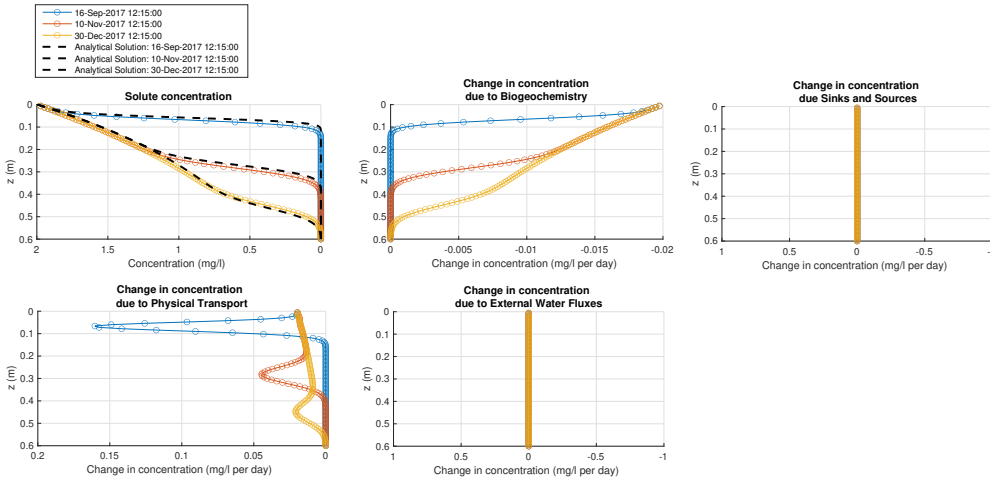 16-Sep-2017 12:15:00
10-Nov-2017 12:15:00
30-Dec-2017 12:15:00
Analytical Solution: 16-Sep-2017 12:15:00
Analytical Solution: 10-Nov-2017 12:15:00
Analytical Solution: 30-Dec-2017 12:15:00
Solute concentration
0
0.1
0.2
0.3
0.4
0.5
0.6
z (m)
2 1.5 1 0.5 0
Concentration (mg/l)
Change in concentration
due to Biogeochemistry
0
0.1
0.2
0.3
0.4
0.5
0.6
z (m)
0 -0.005 -0.01 -0.015 -0.02
Change in concentration (mg/l per day)
Change in concentration
due Sinks and Sources
0
0.1
0.2
0.3
0.4
0.5
0.6
z (m)
1 0.5 0 -0.5 -1
Change in concentration (mg/l per day)
Change in concentration
due to Physical Transport
0
0.1
0.2
0.3
0.4
0.5
0.6
z (m)
0.2 0.15 0.1 0.05 0
Change in concentration (mg/l per day)
Change in concentration
due to External Water Fluxes
0
0.1
0.2
0.3
0.4
0.5
0.6
z (m)
1 0.5 0 -0.5 -1
Change in concentration (mg/l per day)